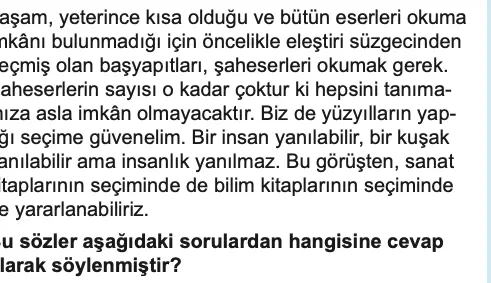 aşam, yeterince kısa olduğu ve bütün eserleri okuma
mkânı bulunmadığı için öncelikle eleştiri süzgecinden
eçmiş olan başyapıtları, şaheserleri okumak gerek.
aheserlerin sayısı o kadar çoktur ki hepsini tanıma-
ıza asla imkân olmayacaktır. Biz de yüzyılların yap-
ğı seçime güvenelim. Bir insan yanılabilir, bir kuşak
anılabilir ama insanlık yanılmaz. Bu görüşten, sanat
itaplarının seçiminde de bilim kitaplarının seçiminde
e yararlanabiliriz.
u sözler aşağıdaki sorulardan hangisine cevap
larak söylenmiştir?